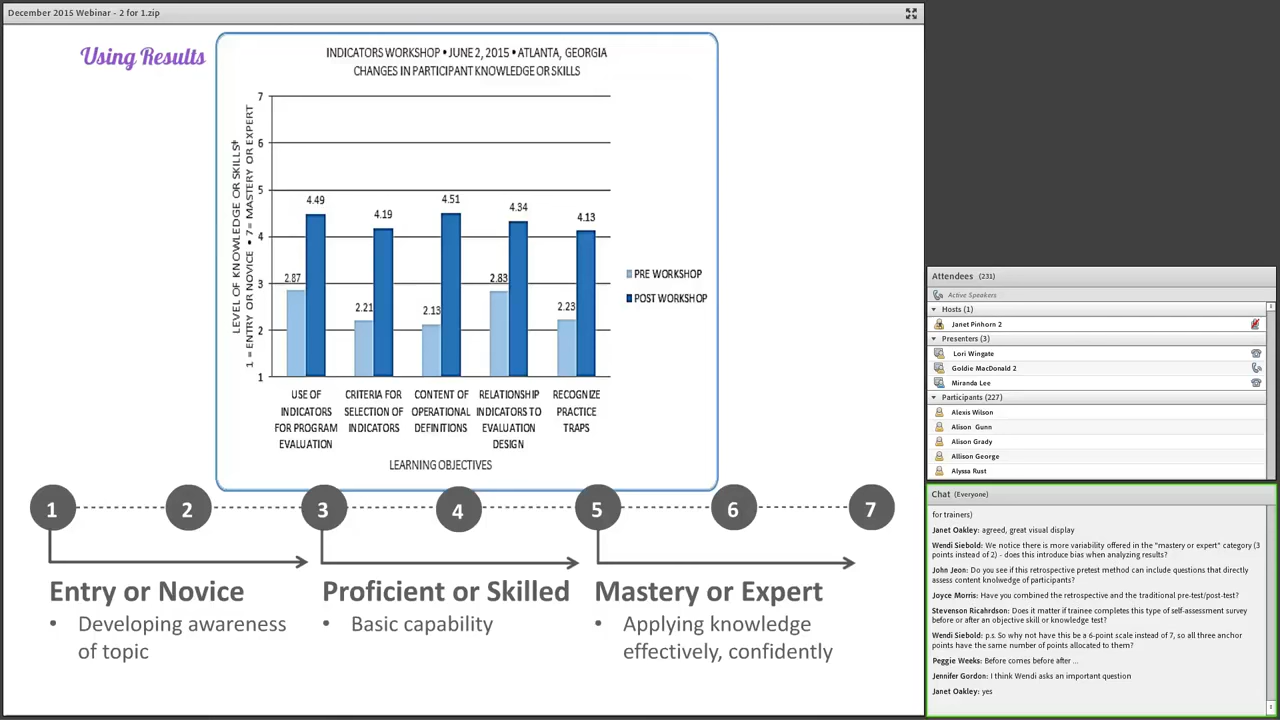 December 2015 Webinar - 2 for 1.zip
Using Results
INDICATORS WORKSHOP • JUNE 2, 2015 • ATLANTA, GEORGIA
CHANGES IN PARTICIPANT KNOWLEDGE OR SKILLS
LEVEL OF KNOWLEDGE OR SKILLS*
1 = ENTRY OR NOVICE • 7= MASTERY OR EXPERT
7
6
5
4
3
2
1
2.87
4.49
2.21
4.19
2.13
4.51
2.83
4.34
2.23
4.13
PRE WORKSHOP
POST WORKSHOP
USE OF
INDICATORS
FOR PROGRAM
EVALUATION
CRITERIA FOR
SELECTION OF
INDICATORS
CONTENT OF
OPERATIONAL
DEFINITIONS
RELATIONSHIP
INDICATORS TO
EVALUATION
DESIGN
RECOGNIZE
PRACTICE
TRAPS
LEARNING OBJECTIVES
1 2 3 4 5 6 7
Entry or Novice
• Developing awareness
of topic
Proficient or Skilled
• Basic capability
Mastery or Expert
• Applying knowledge
effectively, confidently
Attendees (231)
Active Speakers
Hosts (1)
Janet Pinhorn 2
Presenters (3)
Lori Wingate
Goldie MacDonald 2
Miranda Lee
Participants (227)
Alexis Wilson
Alison Gunn
Alison Grady
Allison George
Alyssa Rust
Chat (Everyone)
for trainers)
Janet Oakley: agreed, great visual display
Wendi Siebold: We notice there is more variability offered in the "mastery or expert" category (3
points instead of 2) - does this introduce bias when analyzing results?
John Jeon: Do you see if this retrospective pretest method can include questions that directly
assess content knolwedge of participants?
Joyce Morris: Have you combined the retrospective and the traditional pre-test/post-test?
Stevenson Ricahrdson: Does it matter if trainee completes this type of self-assessment survey
before or after an objective skill or knowledge test?
Wendi Siebold: p.s. So why not have this be a 6-point scale instead of 7, so all three anchor
points have the same number of points allocated to them?
Peggie Weeks: Before comes before after ...
Jennifer Gordon: I think Wendi asks an important question
Janet Oakley: yes